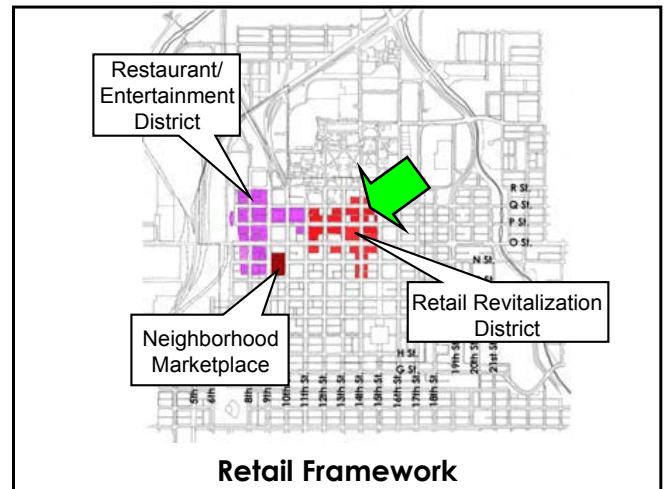 Restaurant/
Entertainment
District
R St.
Q St.
P St.
O St.
N St.
Retail Revitalization
District
Neighborhood
Marketplace
H St.
G St.
5th
6th
8th St.
9th St.
10th St.
11th St.
12th St.
13th St.
14th St.
15th St.
16th St.
17th St.
18th St.
19th St.
20th St.
21st St.
Retail Framework